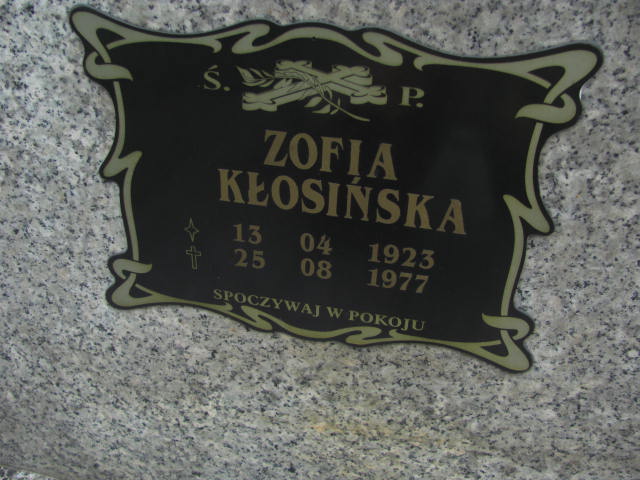 Ś. P.
ZOFIA
KŁOSIŃSKA
13 04 1923
25 08 1977
SPOCZYWAJ W POKOJU